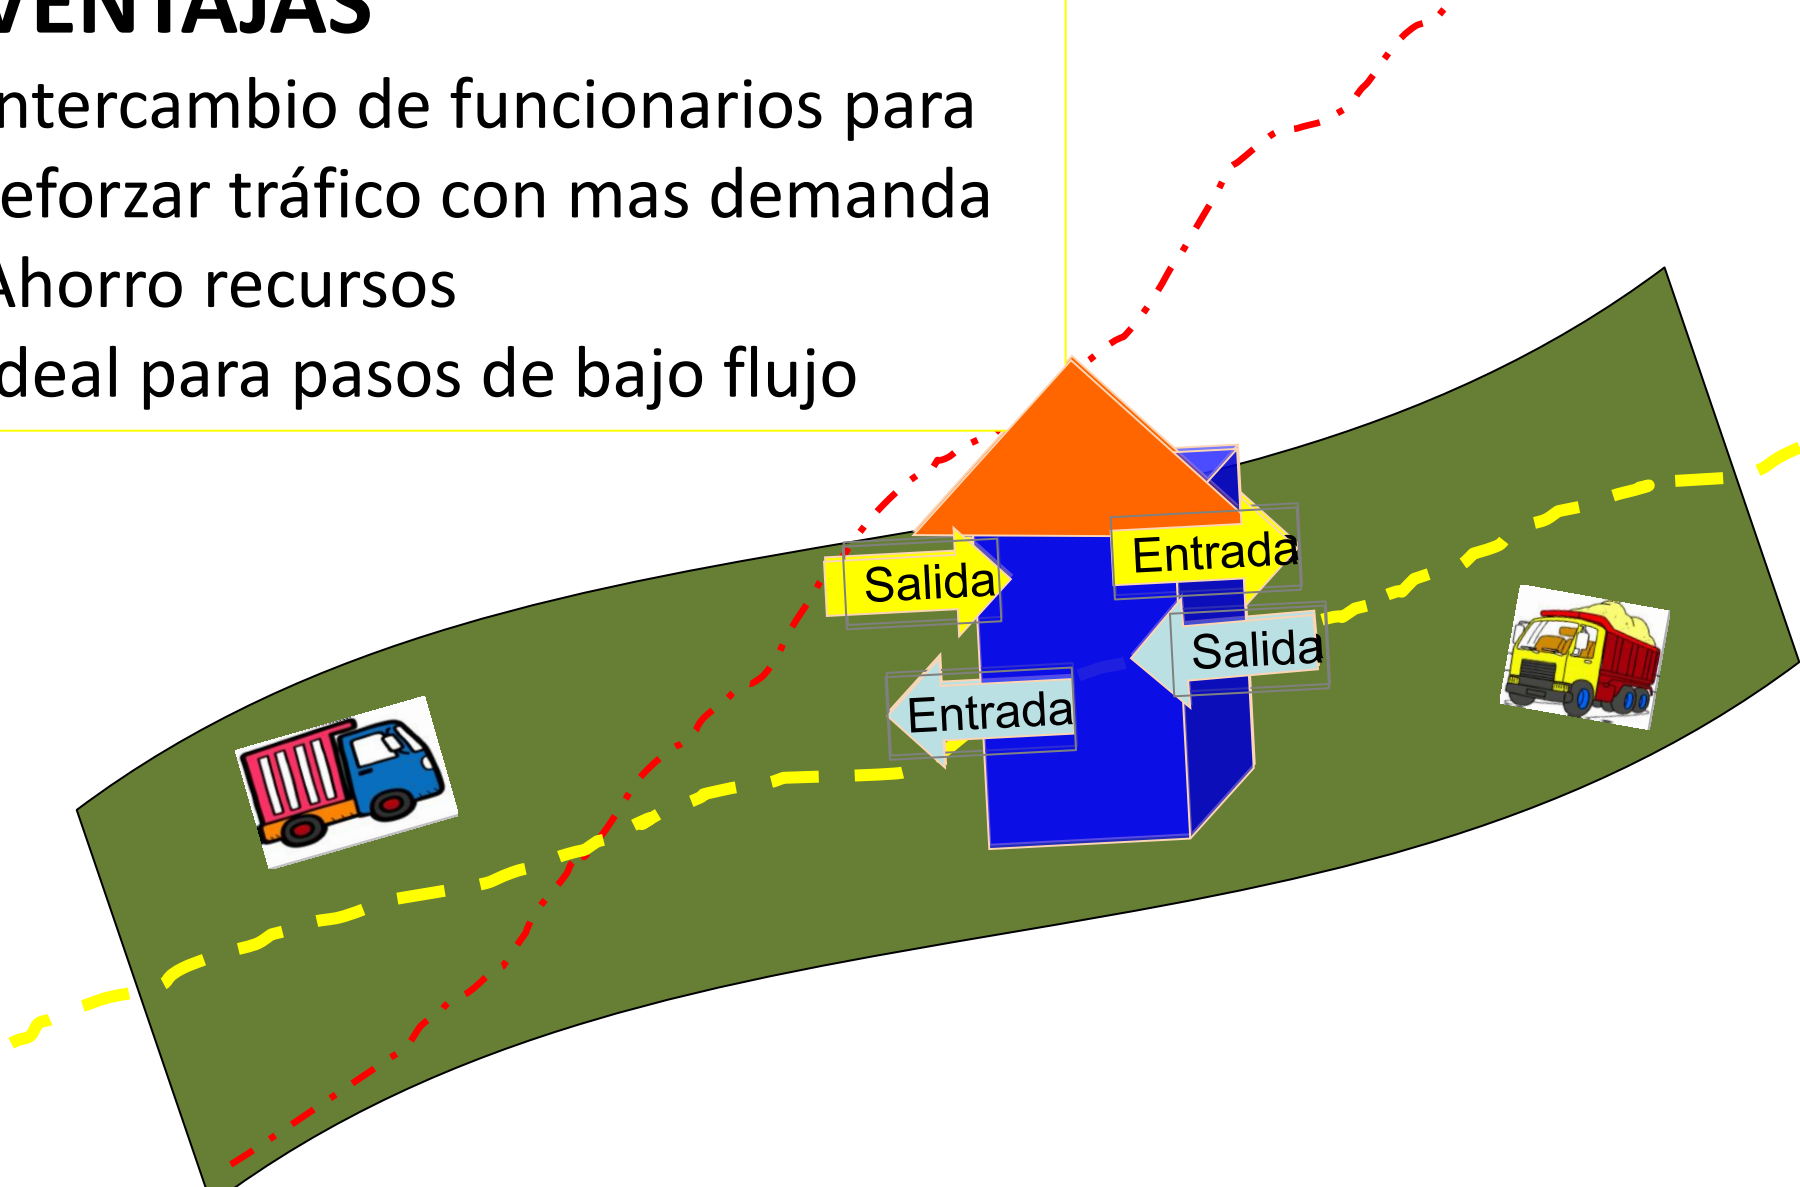 VENTAJAS
ntercambio de funcionarios para
eforzar tráfico con mas demanda
Ahorro recursos
deal para pasos de bajo flujo
Salida
Entrada
Salida
Entrada